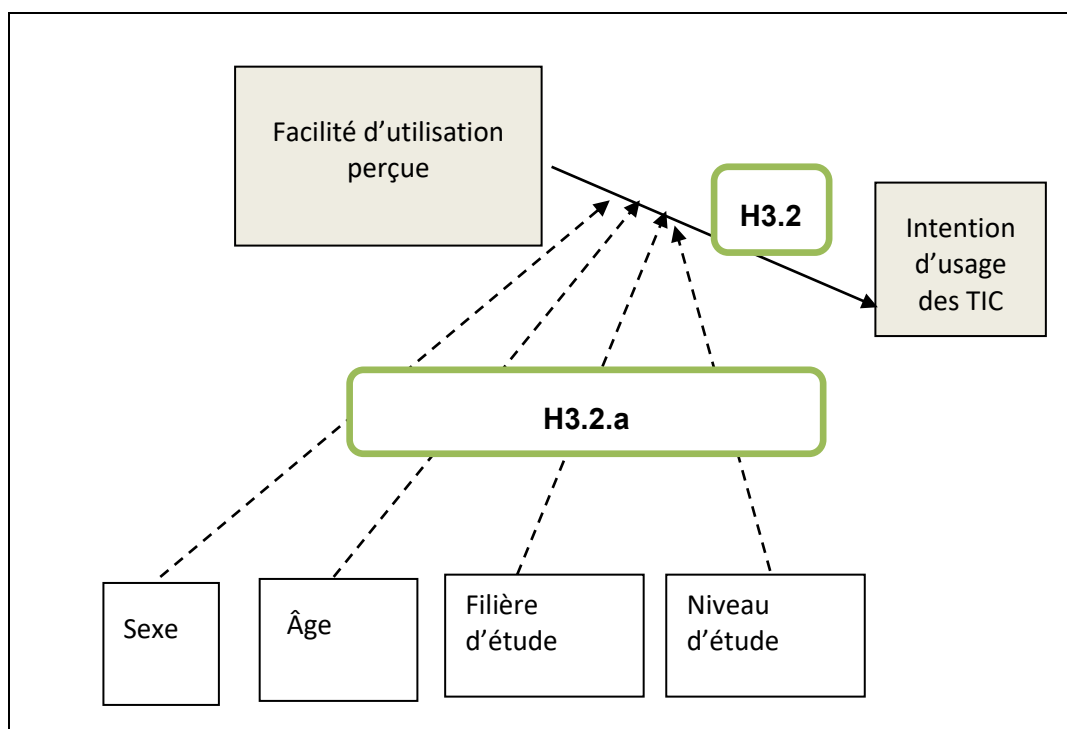 Facilité d’utilisation
perçue
H3.2
Intention
d’usage
des TIC
H3.2.a
Sexe
Âge
Filière
d’étude
Niveau
d’étude